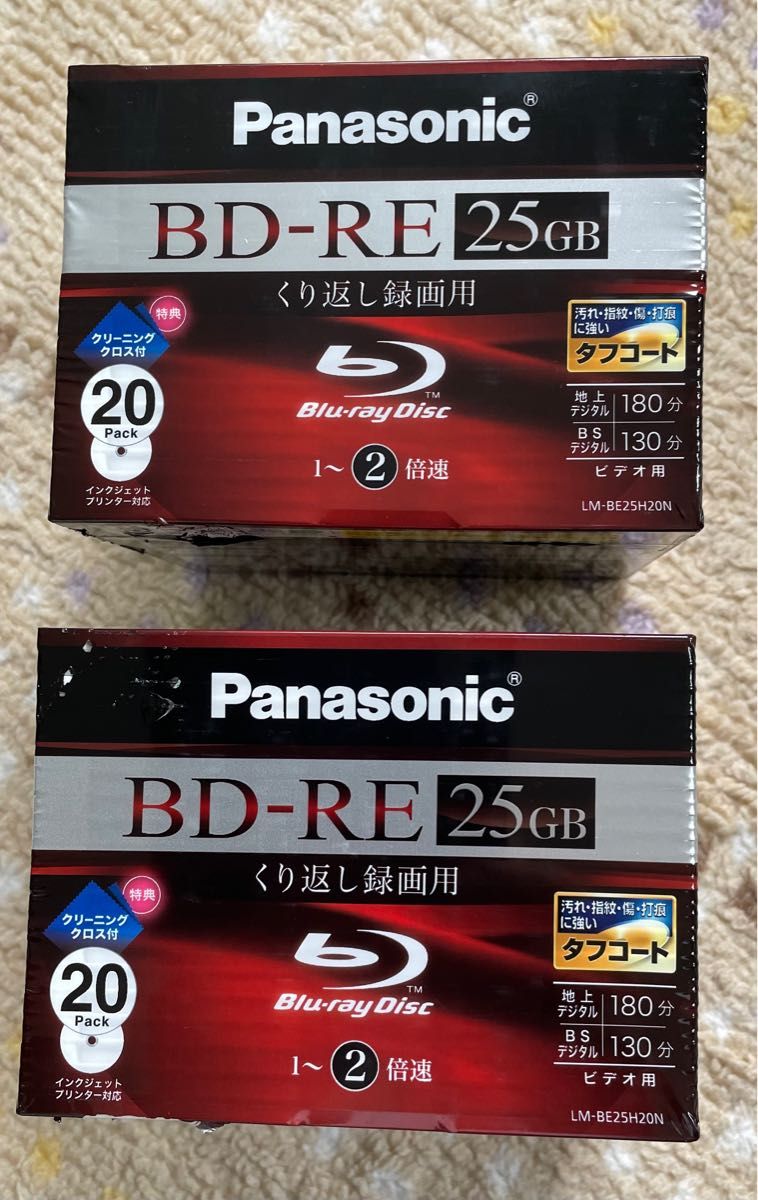 Panasonic®
BD-RE 25GB
くり返し録画用
特典
クリーニング
クロス付
20
Pack
インクジェット
プリンター対応
Blu-ray Disc™
1～2倍速
汚れ・指紋・傷・打痕
に強い
タフコート
地上
デジタル
180分
BS
デジタル
130分
ビデオ用
LM-BE25H20N
Panasonic®
BD-RE 25GB
くり返し録画用
特典
クリーニング
クロス付
20
Pack
インクジェット
プリンター対応
Blu-ray Disc™
1～2倍速
汚れ・指紋・傷・打痕
に強い
タフコート
地上
デジタル
180分
BS
デジタル
130分
ビデオ用
LM-BE25H20N